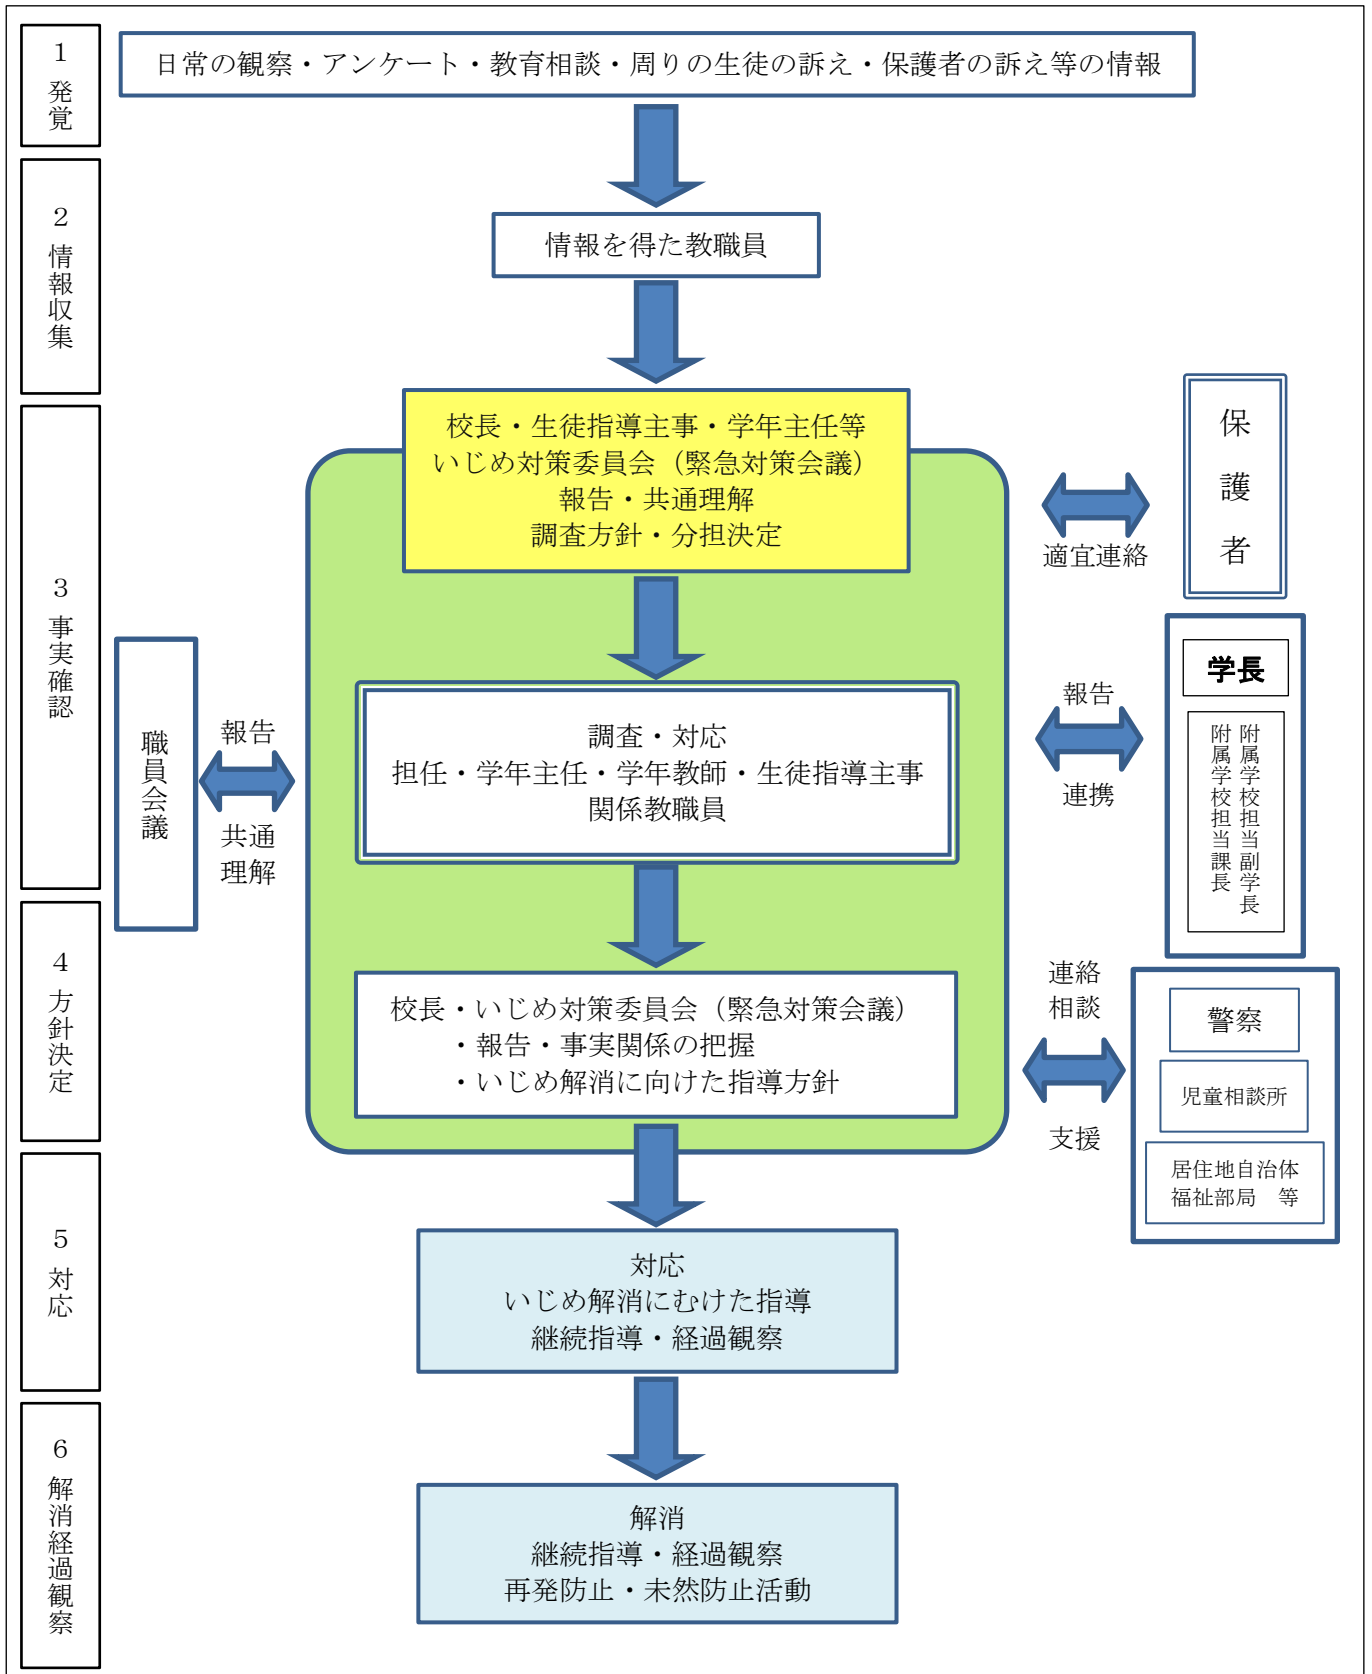 1
発覚
日常の観察・アンケート・教育相談・周りの生徒の訴え・保護者の訴え等の情報
2
情報収集
情報を得た教職員
3
事実確認
校長・生徒指導主事・学年主任等
いじめ対策委員会（緊急対策会議）
報告・共通理解
調査方針・分担決定
適宜連絡
保護者
職員会議
報告
共通
理解
調査・対応
担任・学年主任・学年教師・生徒指導主事
関係教職員
報告
連携
学長
附属学校担当副学長
附属学校担当課長
4
方針決定
校長・いじめ対策委員会（緊急対策会議）
・報告・事実関係の把握
・いじめ解消に向けた指導方針
連絡
相談
支援
警察
児童相談所
居住地自治体
福祉部局　等
5
対応
対応
いじめ解消にむけた指導
継続指導・経過観察
6
解消経過観察
解消
継続指導・経過観察
再発防止・未然防止活動